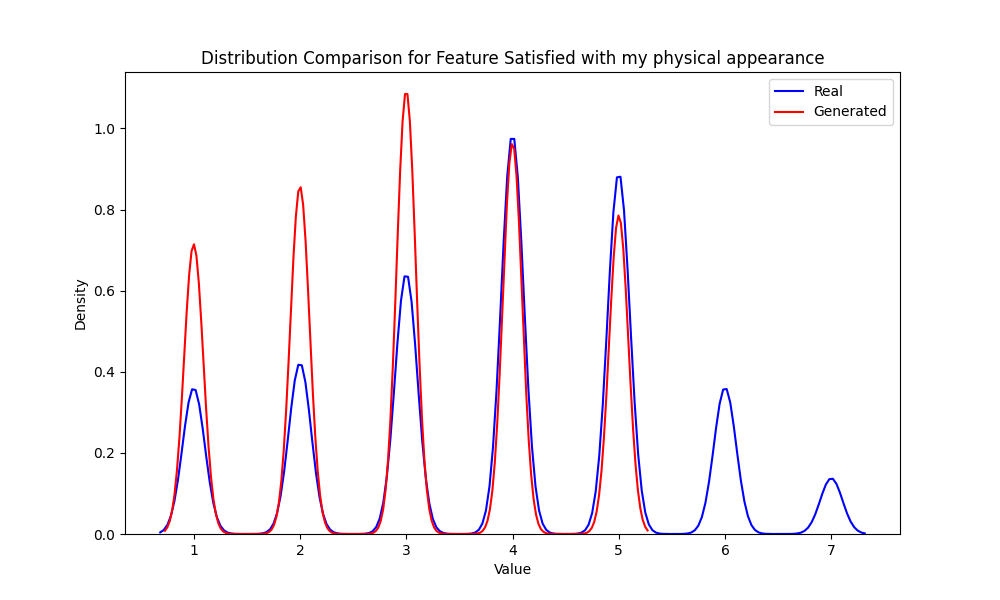 Distribution Comparison for Feature Satisfied with my physical appearance
Real
Generated
1.0
0.8
0.6
0.4
0.2
0.0
Density
1 2 3 4 5 6 7
Value